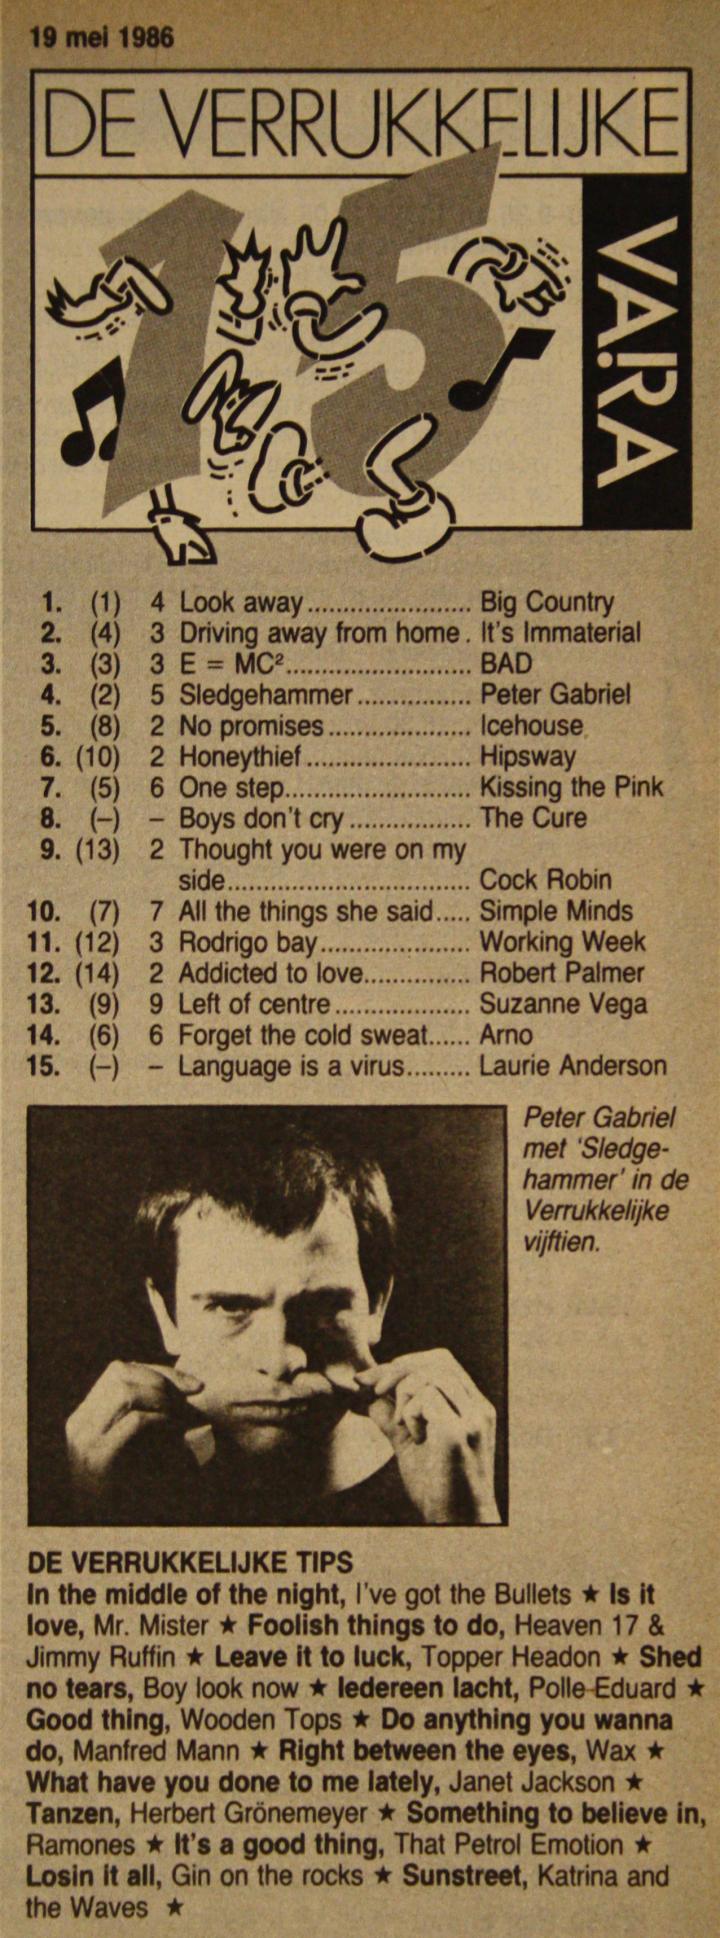 19 mei 1986
DE VERRUKKELIJKE
15
VARA
1. (1) 4 Look away....................... Big Country
2. (4) 3 Driving away from home . It's Immaterial
3. (3) 3 E = MC².......................... BAD
4. (2) 5 Sledgehammer................ Peter Gabriel
5. (8) 2 No promises.................... Icehouse
6. (10) 2 Honeythief....................... Hipsway
7. (5) 6 One step.......................... Kissing the Pink
8. (–) – Boys don't cry................. The Cure
9. (13) 2 Thought you were on my
side.................................. Cock Robin
10. (7) 7 All the things she said..... Simple Minds
11. (12) 3 Rodrigo bay..................... Working Week
12. (14) 2 Addicted to love............... Robert Palmer
13. (9) 9 Left of centre................... Suzanne Vega
14. (6) 6 Forget the cold sweat...... Arno
15. (–) – Language is a virus......... Laurie Anderson
Peter Gabriel
met 'Sledge-
hammer' in de
Verrukkelijke
vijftien.
DE VERRUKKELIJKE TIPS
In the middle of the night, I've got the Bullets ★ Is it
love, Mr. Mister ★ Foolish things to do, Heaven 17 &
Jimmy Ruffin ★ Leave it to luck, Topper Headon ★ Shed
no tears, Boy look now ★ Iedereen lacht, Polle Eduard ★
Good thing, Wooden Tops ★ Do anything you wanna
do, Manfred Mann ★ Right between the eyes, Wax ★
What have you done to me lately, Janet Jackson ★
Tanzen, Herbert Grönemeyer ★ Something to believe in,
Ramones ★ It's a good thing, That Petrol Emotion ★
Losin it all, Gin on the rocks ★ Sunstreet, Katrina and
the Waves ★